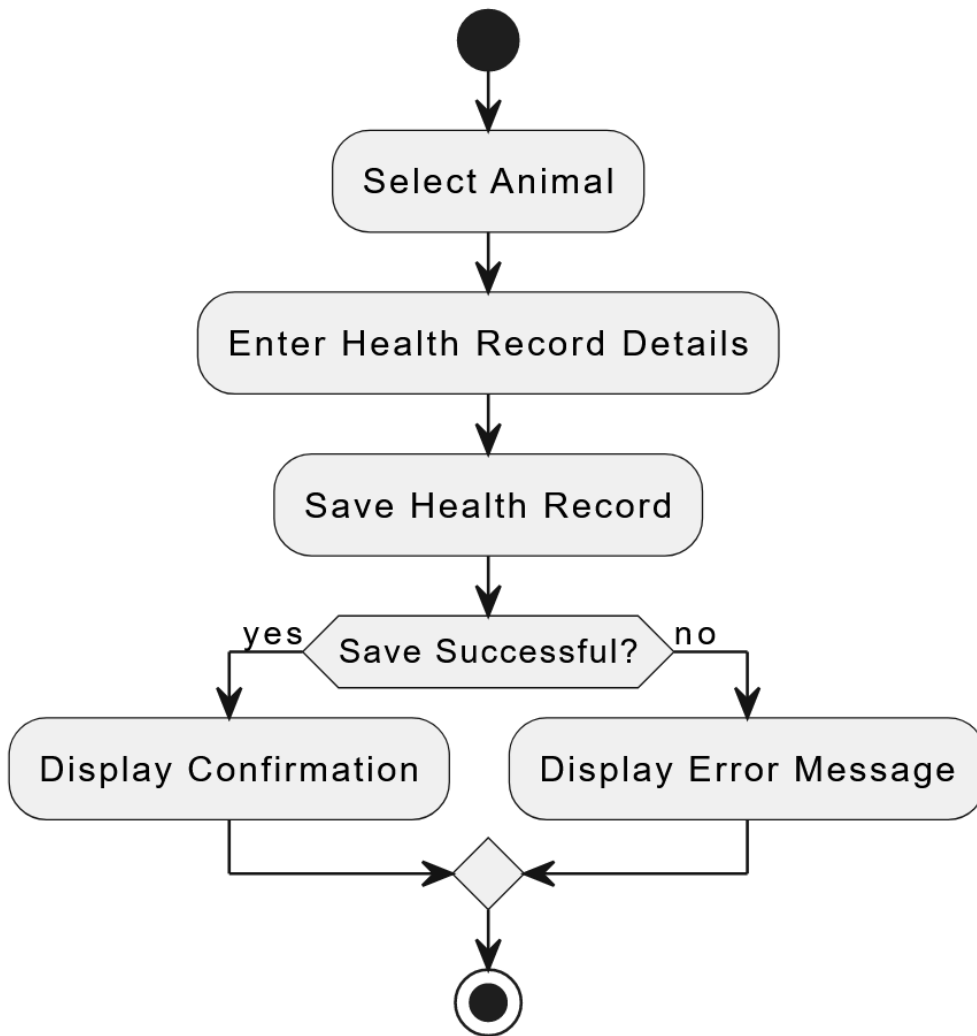 Select Animal
Enter Health Record Details
Save Health Record
yes
Save Successful?
no
Display Confirmation
Display Error Message